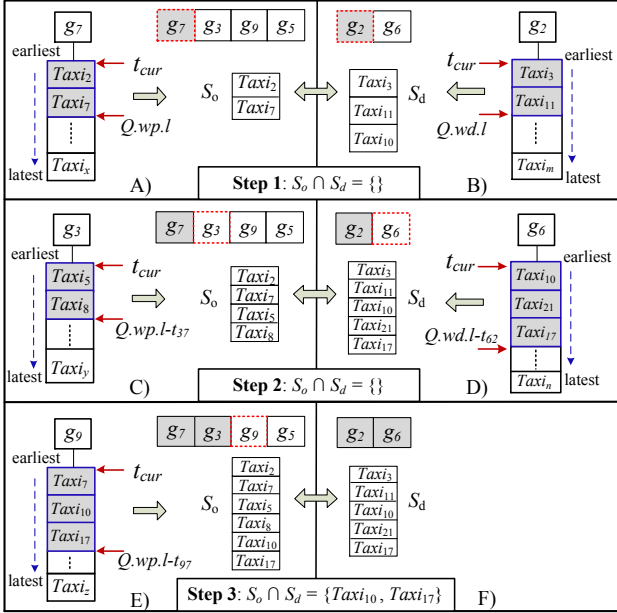 g7
g7 g3 g9 g5
g2 g6
g2
earliest
Taxi2
Taxi7
Taxix
latest
tcur
Q.wp.l
So
Taxi2
Taxi7
Taxi3
Taxi11
Taxi10
Sd
tcur
Q.wd.l
earliest
Taxi3
Taxi11
Taxim
latest
A)
Step 1: So ∩ Sd = {}
B)
g3
g7 g3 g9 g5
g2 g6
g6
earliest
Taxi5
Taxi8
Taxiy
latest
tcur
Q.wp.l-t37
So
Taxi2
Taxi7
Taxi5
Taxi8
Taxi3
Taxi11
Taxi10
Taxi21
Taxi17
Sd
tcur
Q.wd.l-t62
earliest
Taxi10
Taxi21
Taxi17
Taxin
latest
C)
Step 2: So ∩ Sd = {}
D)
g9
g7 g3 g9 g5
g2 g6
earliest
Taxi7
Taxi10
Taxi17
Taxiz
latest
tcur
Q.wp.l-t97
So
Taxi2
Taxi7
Taxi5
Taxi8
Taxi10
Taxi17
Taxi3
Taxi11
Taxi10
Taxi21
Taxi17
Sd
E)
Step 3: So ∩ Sd = {Taxi10 , Taxi17}
F)